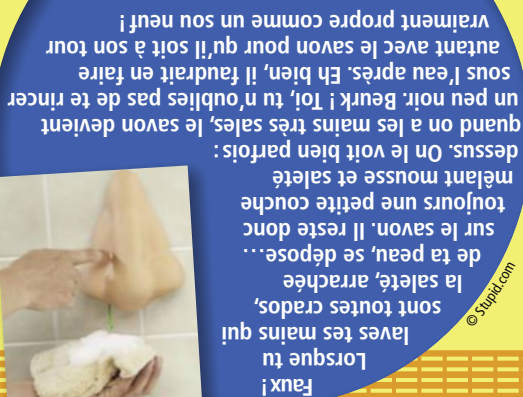 Faux !
Lorsque tu
laves tes mains qui
sont toutes crados,
la saleté, arrachée
de ta peau, se dépose…
sur le savon. Il reste donc
toujours une petite couche
mêlant mousse et saleté
dessus. On le voit bien parfois :
quand on a les mains très sales, le savon devient
un peu noir. Beurk ! Toi, tu n'oublies pas de te rincer
sous l'eau après. Eh bien, il faudrait en faire
autant avec le savon pour qu'il soit à son tour
vraiment propre comme un sou neuf !
© Stupid.com